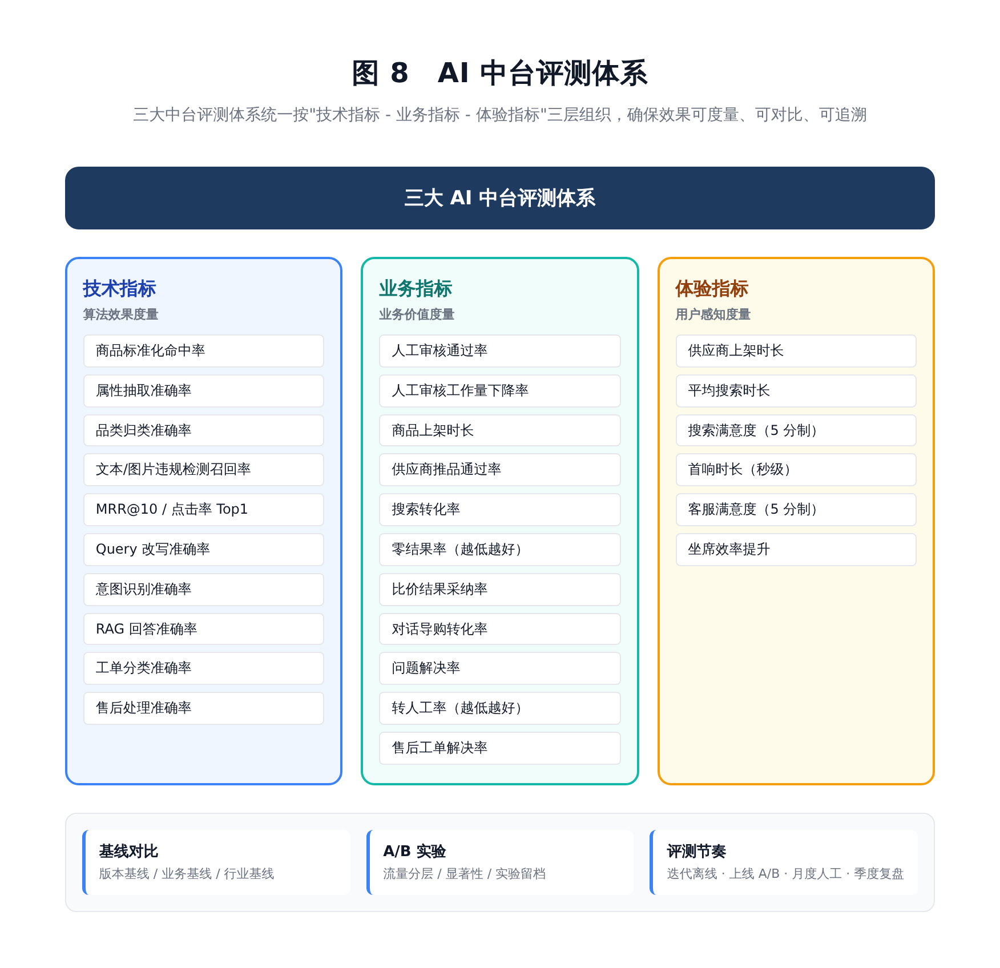 图 8　AI 中台评测体系
三大中台评测体系统一按"技术指标 - 业务指标 - 体验指标"三层组织，确保效果可度量、可对比、可追溯
三大 AI 中台评测体系
技术指标
算法效果度量
商品标准化命中率
属性抽取准确率
品类归类准确率
文本/图片违规检测召回率
MRR@10 / 点击率 Top1
Query 改写准确率
意图识别准确率
RAG 回答准确率
工单分类准确率
售后处理准确率
业务指标
业务价值度量
人工审核通过率
人工审核工作量下降率
商品上架时长
供应商推品通过率
搜索转化率
零结果率（越低越好）
比价结果采纳率
对话导购转化率
问题解决率
转人工率（越低越好）
售后工单解决率
体验指标
用户感知度量
供应商上架时长
平均搜索时长
搜索满意度（5 分制）
首响时长（秒级）
客服满意度（5 分制）
坐席效率提升
基线对比
版本基线 / 业务基线 / 行业基线
A/B 实验
流量分层 / 显著性 / 实验留档
评测节奏
迭代离线 · 上线 A/B · 月度人工 · 季度复盘